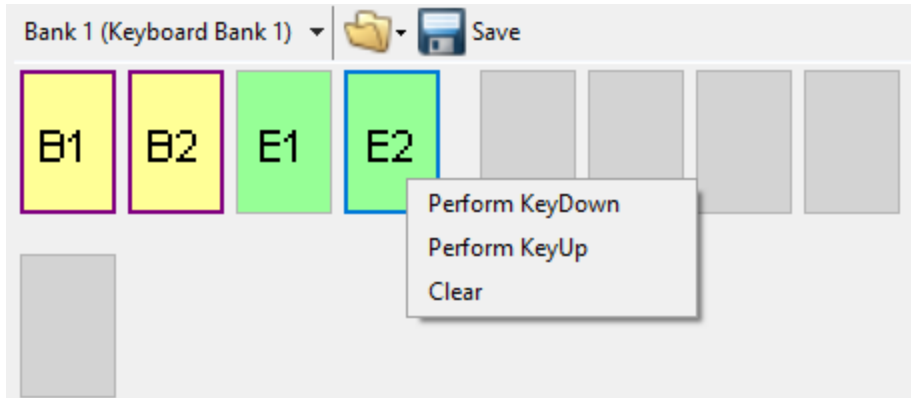 Bank 1 (Keyboard Bank 1) Save
B1 B2 E1 E2
Perform KeyDown
Perform KeyUp
Clear